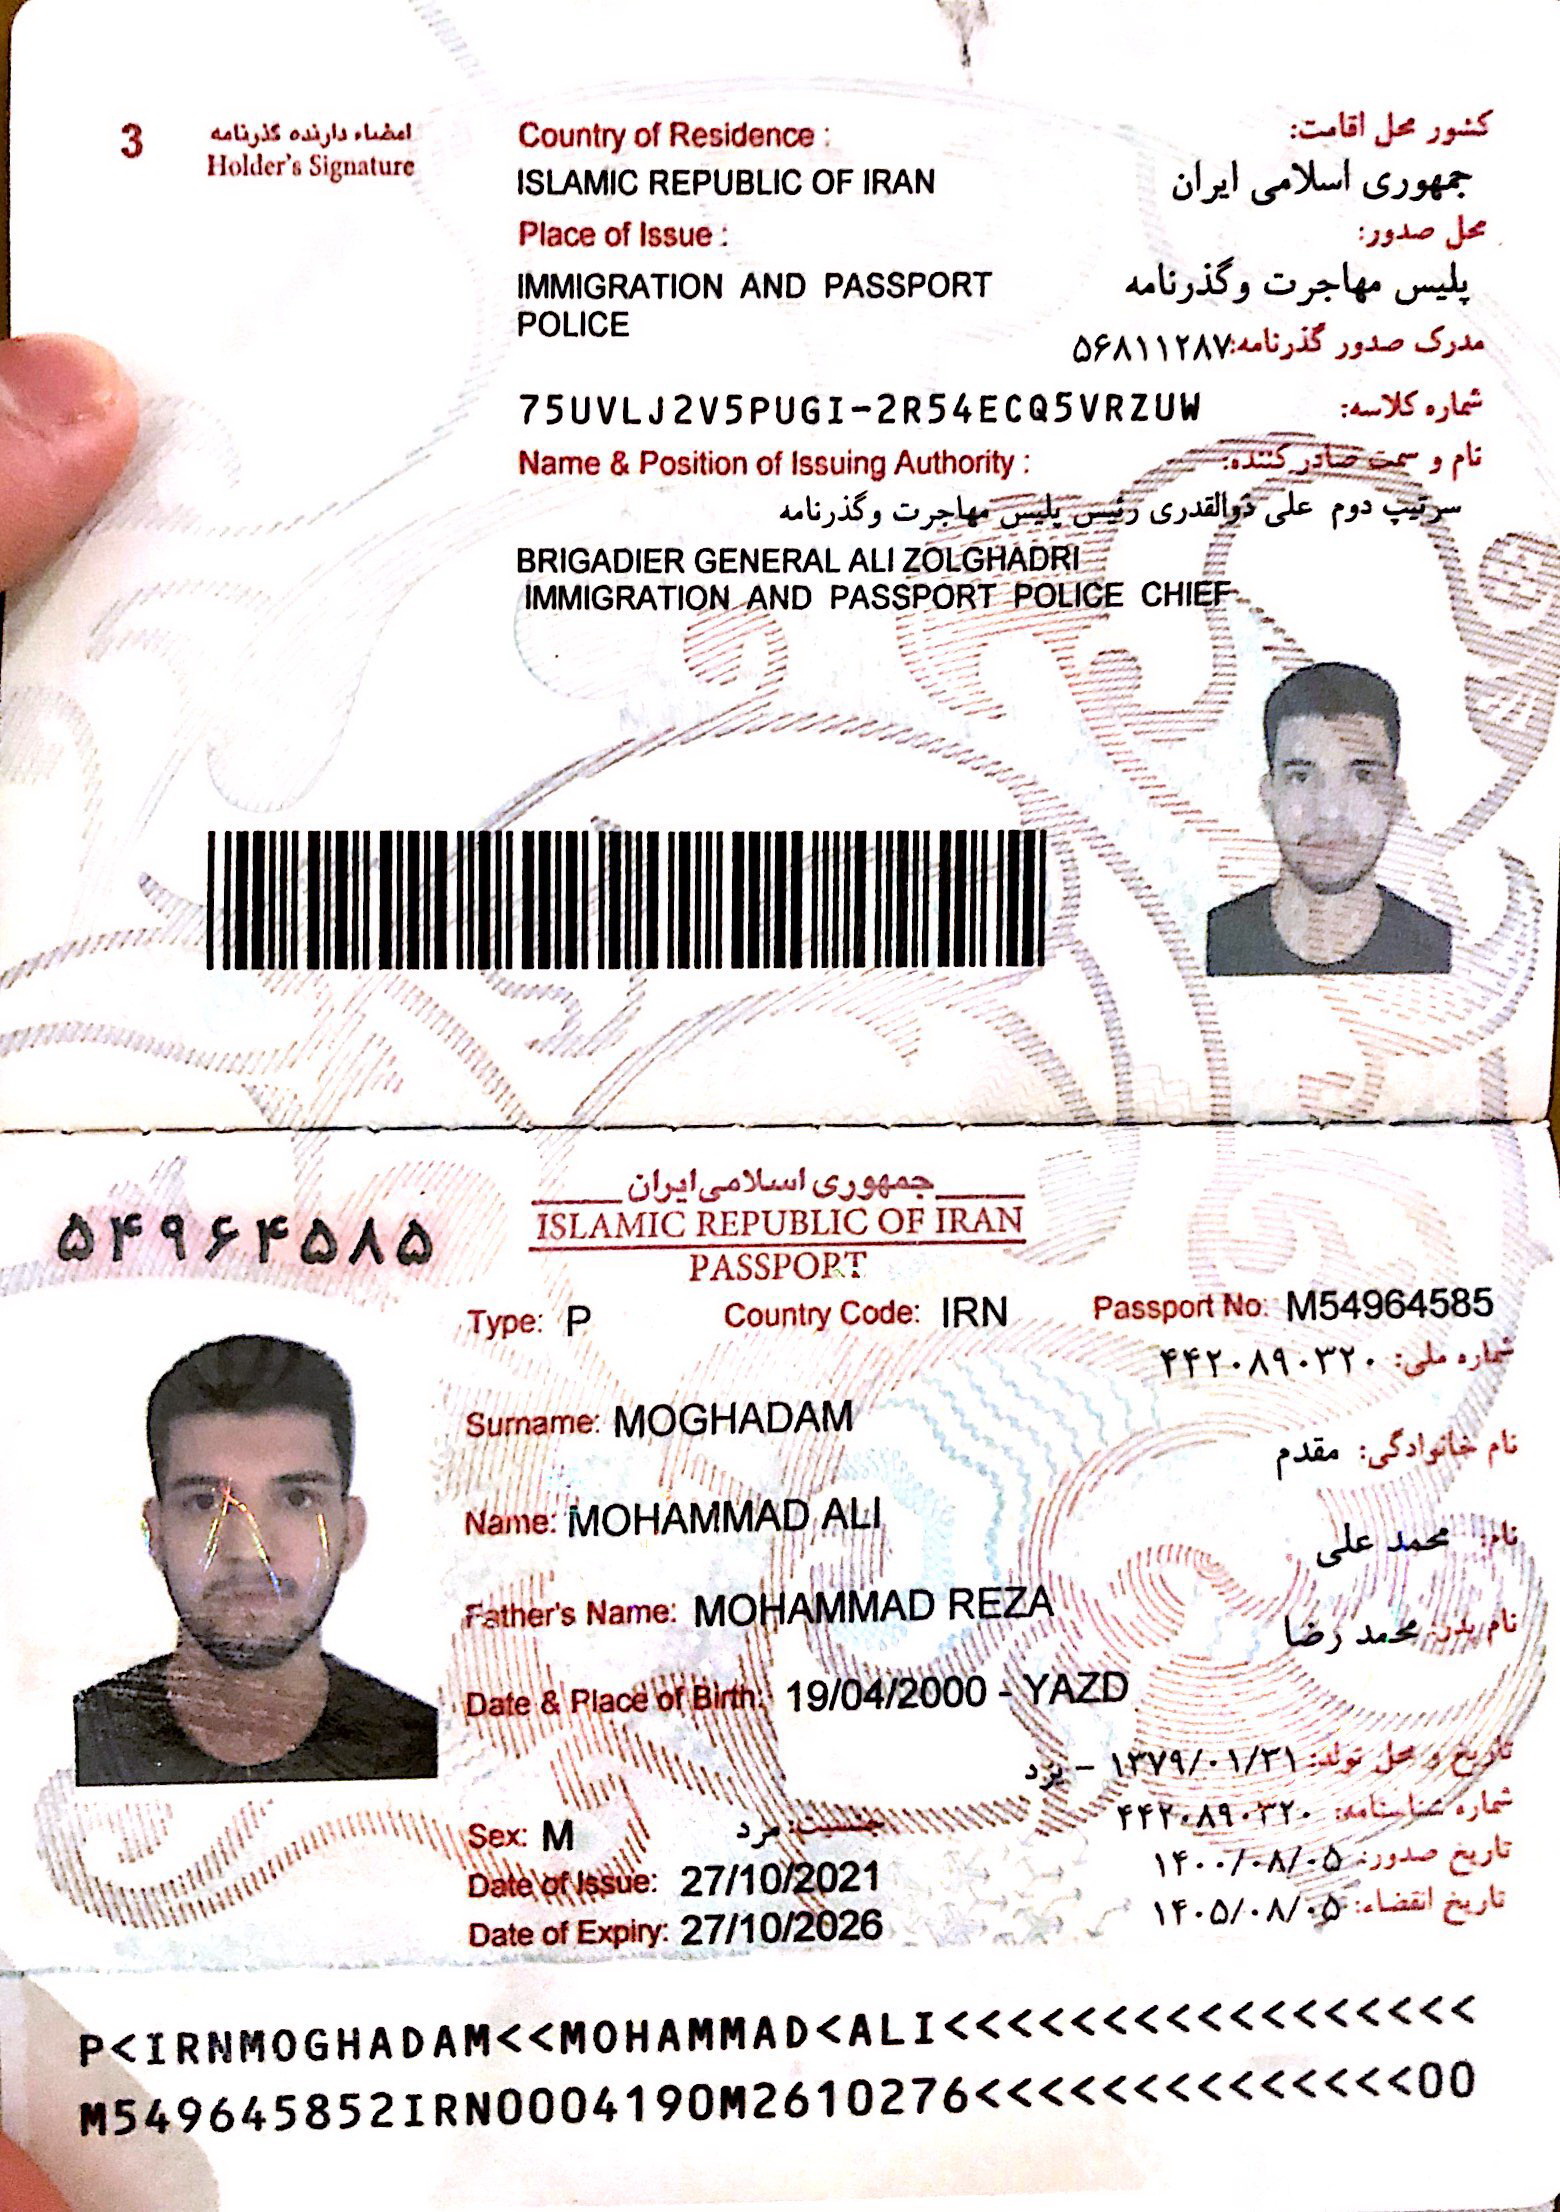 3
امضاء دارنده گذرنامه
Holder's Signature
Country of Residence :
کشور محل اقامت:
ISLAMIC REPUBLIC OF IRAN
جمهوری اسلامی ایران
Place of Issue :
محل صدور:
IMMIGRATION AND PASSPORT
POLICE
پلیس مهاجرت وگذرنامه
مدرک صدور گذرنامه:۵۶۸۱۱۲۸۷
75UVLJ2V5PUGI-2R54ECQ5VRZUW
شماره کلاسه:
Name & Position of Issuing Authority :
نام و سمت صادر کننده:
سرتیپ دوم علی ذوالقدری رئیس پلیس مهاجرت وگذرنامه
BRIGADIER GENERAL ALI ZOLGHADRI
IMMIGRATION AND PASSPORT POLICE CHIEF
جمهوری اسلامی ایران
۵۴۹۶۴۵۸۵
ISLAMIC REPUBLIC OF IRAN
PASSPORT
Type: P
Country Code: IRN
Passport No: M54964585
شماره ملی: ۴۴۲۰۸۹۰۳۲۰
Surname: MOGHADAM
نام خانوادگی: مقدم
Name: MOHAMMAD ALI
نام: محمد علی
Father's Name: MOHAMMAD REZA
نام پدر: محمد رضا
Date & Place of Birth: 19/04/2000 - YAZD
تاریخ و محل تولد: ۱۳۷۹/۰۱/۳۱ - یزد
شماره شناسنامه: ۴۴۲۰۸۹۰۳۲۰
Sex: M
جنسیت: مرد
Date of Issue: 27/10/2021
تاریخ صدور: ۱۴۰۰/۰۸/۰۵
Date of Expiry: 27/10/2026
تاریخ انقضاء: ۱۴۰۵/۰۸/۰۵
P<IRNMOGHADAM<<MOHAMMAD<ALI<<<<<<<<<<<<<<<<<
M549645852IRN0004190M2610276<<<<<<<<<<<<<<00